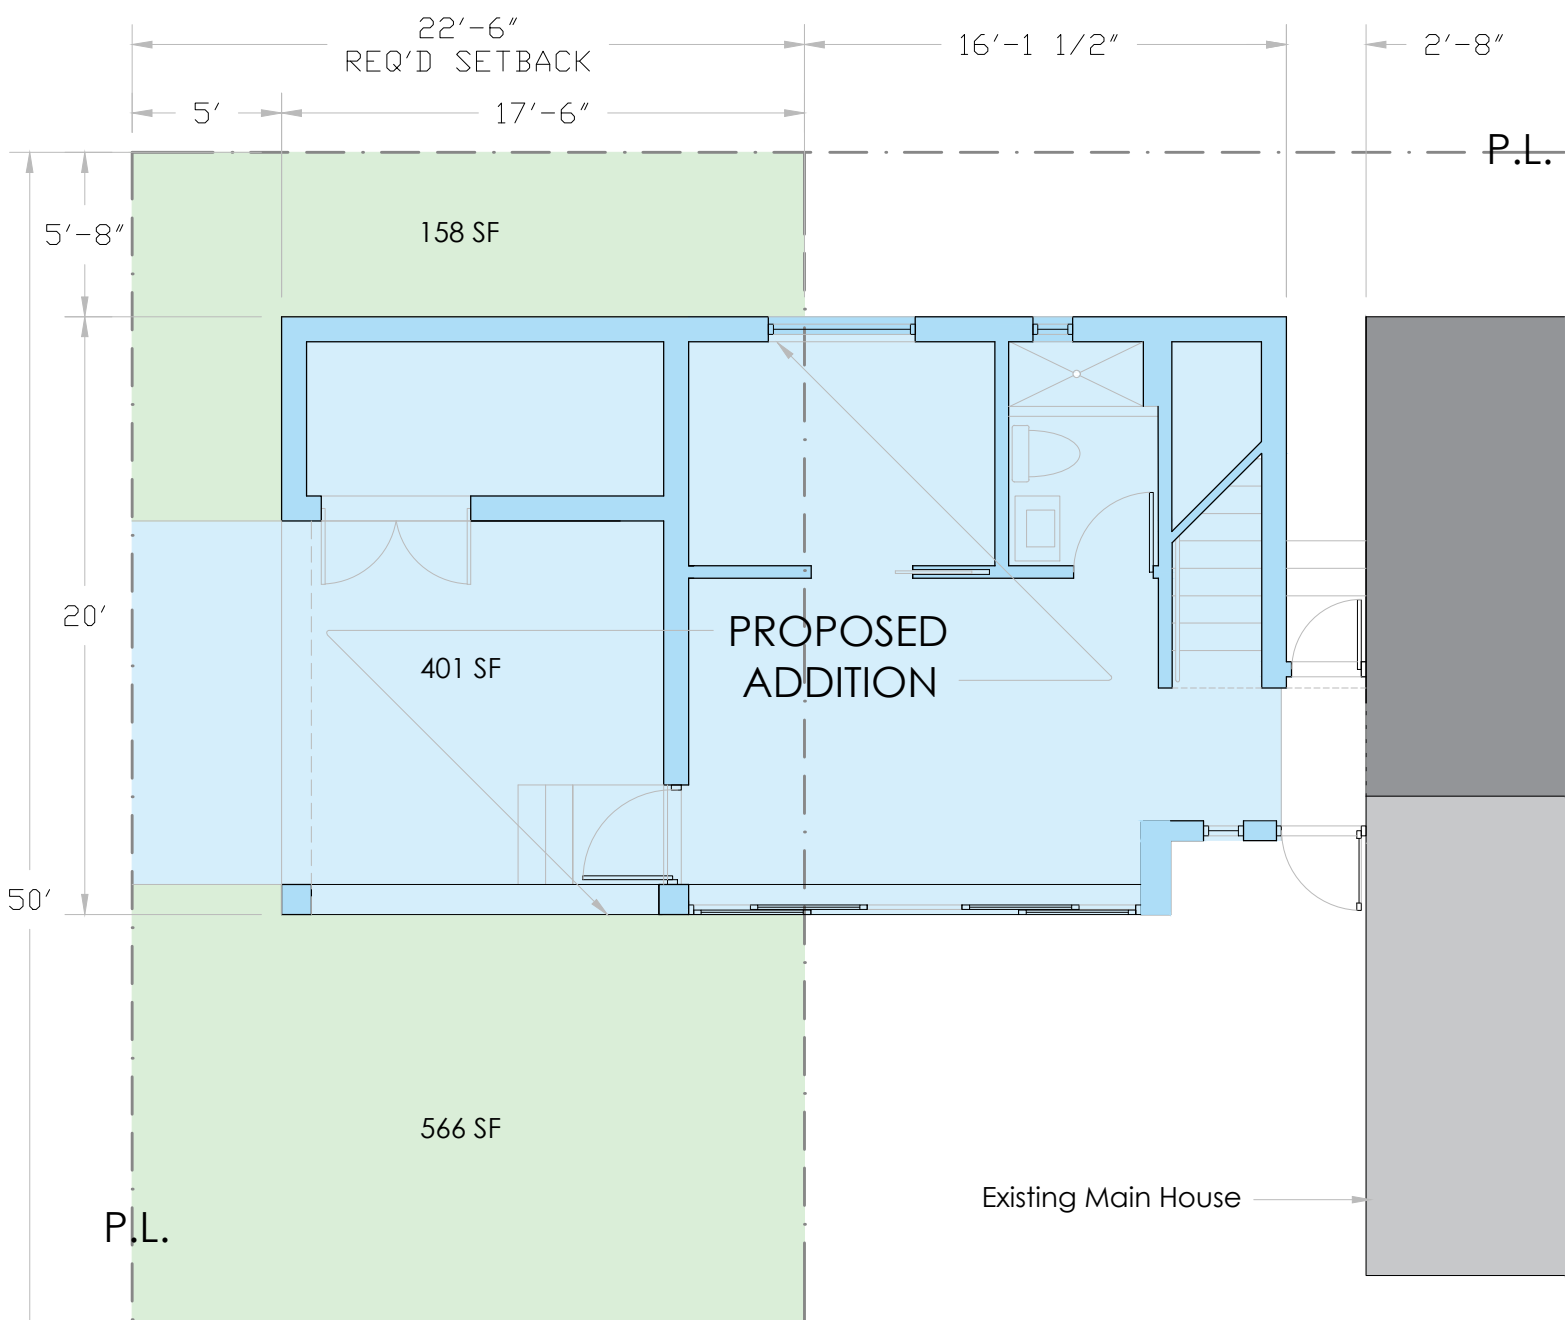 22'-6"
REQ'D SETBACK
16'-1 1/2"
2'-8"
5'
17'-6"
P.L.
5'-8"
158 SF
20'
PROPOSED
ADDITION
401 SF
50'
566 SF
Existing Main House
P.L.